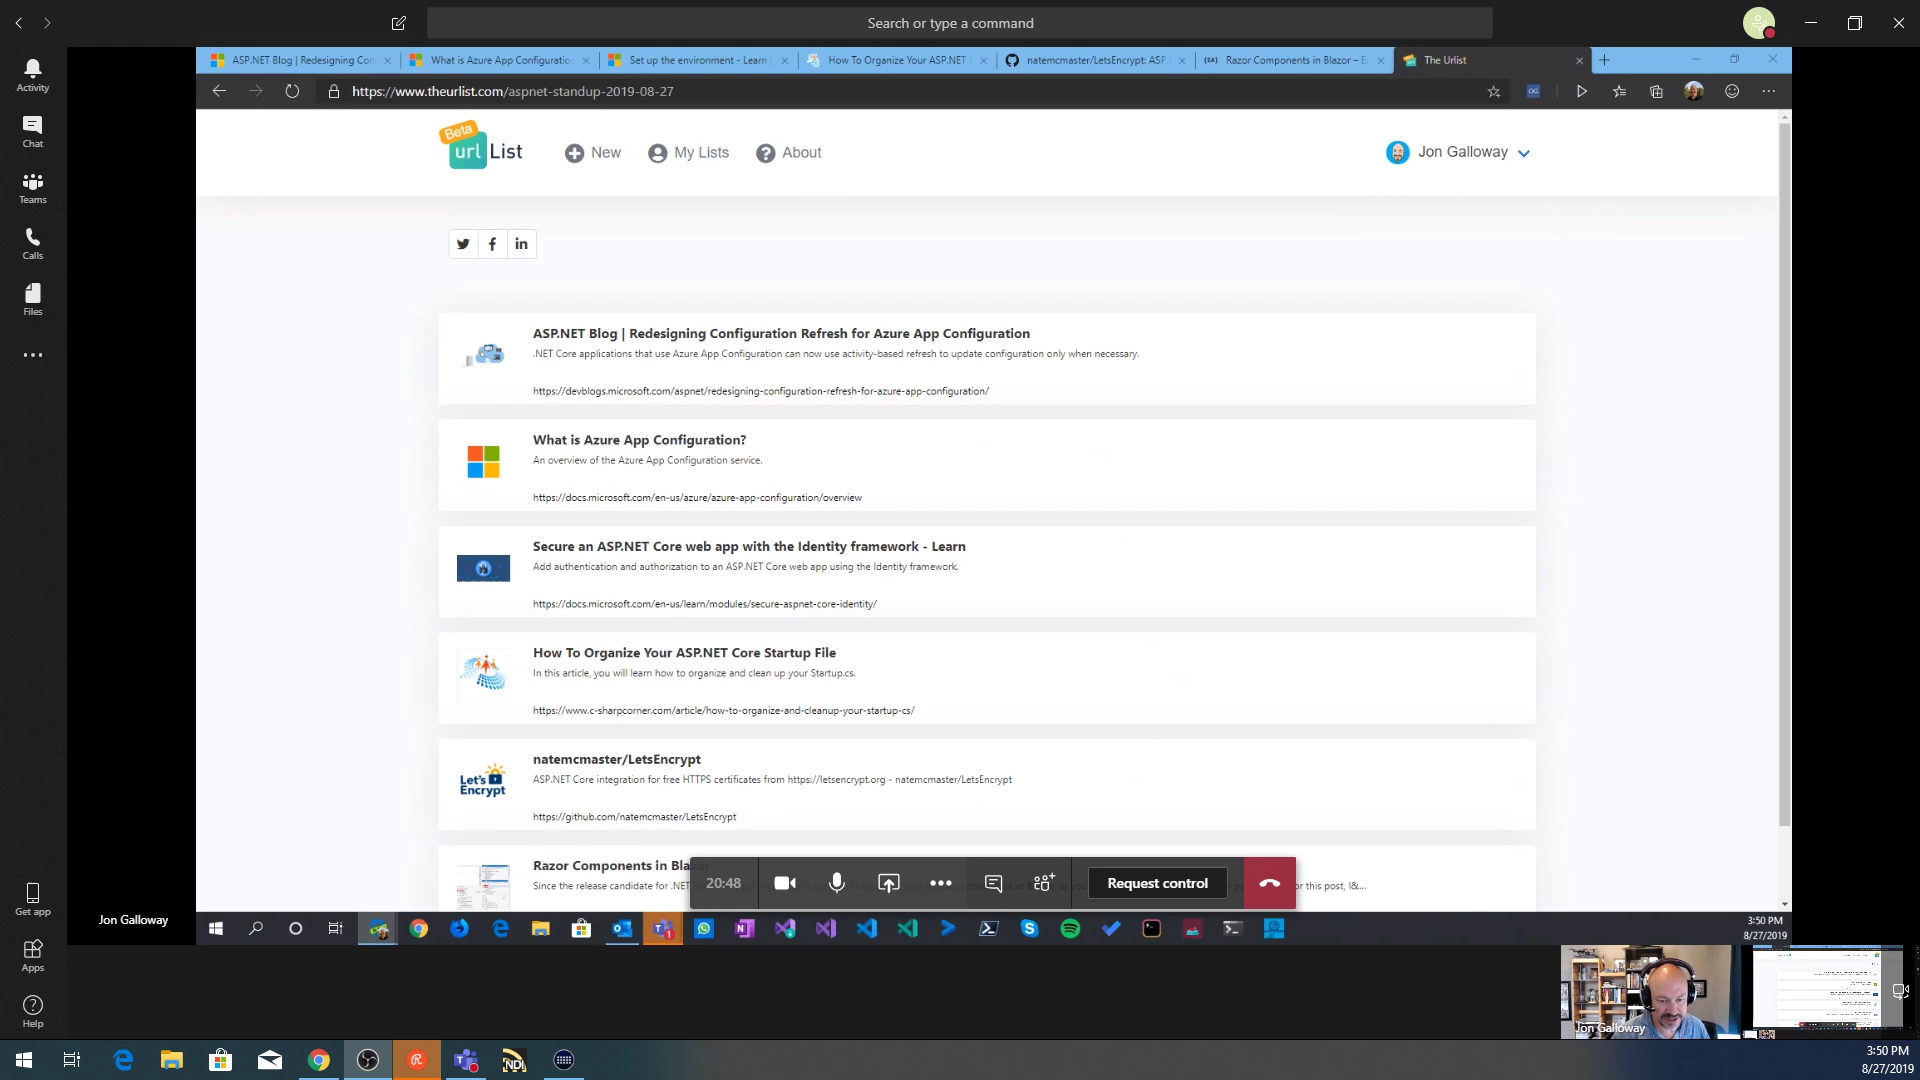 Search or type a command
Activity
Chat
Teams
Calls
Files
Get app
Apps
Help
ASP.NET Blog | Redesigning Con
What is Azure App Configuration
Set up the environment - Learn
How To Organize Your ASP.NET
natemcmaster/LetsEncrypt: ASP.
Razor Components in Blazor – E
The Urlist
https://www.theurlist.com/aspnet-standup-2019-08-27
OG
Beta
url List
New
My Lists
About
Jon Galloway
ASP.NET Blog | Redesigning Configuration Refresh for Azure App Configuration
.NET Core applications that use Azure App Configuration can now use activity-based refresh to update configuration only when necessary.
https://devblogs.microsoft.com/aspnet/redesigning-configuration-refresh-for-azure-app-configuration/
What is Azure App Configuration?
An overview of the Azure App Configuration service.
https://docs.microsoft.com/en-us/azure/azure-app-configuration/overview
Secure an ASP.NET Core web app with the Identity framework - Learn
Add authentication and authorization to an ASP.NET Core web app using the Identity framework.
https://docs.microsoft.com/en-us/learn/modules/secure-aspnet-core-identity/
How To Organize Your ASP.NET Core Startup File
In this article, you will learn how to organize and clean up your Startup.cs.
https://www.c-sharpcorner.com/article/how-to-organize-and-cleanup-your-startup-cs/
Let's Encrypt
natemcmaster/LetsEncrypt
ASP.NET Core integration for free HTTPS certificates from https://letsencrypt.org - natemcmaster/LetsEncrypt
https://github.com/natemcmaster/LetsEncrypt
Razor Components in Bla
Since the release candidate for .NET
or this post, I&...
20:48
Request control
Jon Galloway
3:50 PM
8/27/2019
Jon Galloway
NDI
3:50 PM
8/27/2019